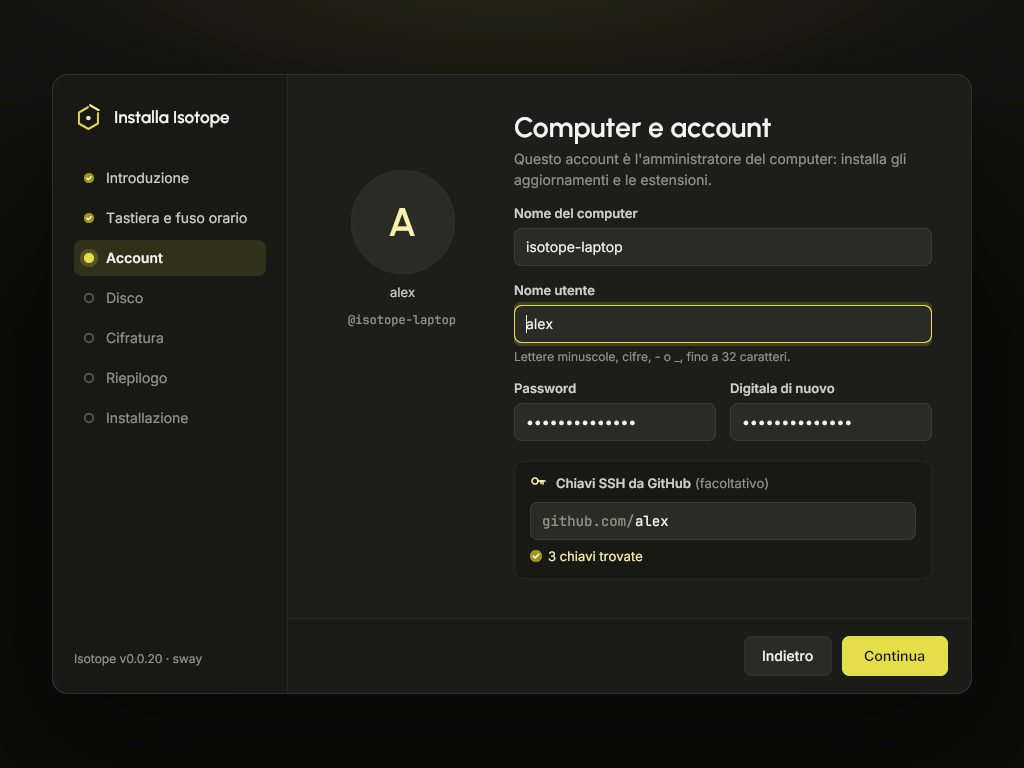 Installa Isotope
Introduzione
Tastiera e fuso orario
Account
Disco
Cifratura
Riepilogo
Installazione
Isotope v0.0.20 · sway
A
alex
@isotope-laptop
Computer e account
Questo account è l'amministratore del computer: installa gli
aggiornamenti e le estensioni.
Nome del computer
isotope-laptop
Nome utente
alex
Lettere minuscole, cifre, - o _, fino a 32 caratteri.
Password
Digitala di nuovo
••••••••••••••
••••••••••••••
Chiavi SSH da GitHub (facoltativo)
github.com/alex
3 chiavi trovate
Indietro
Continua